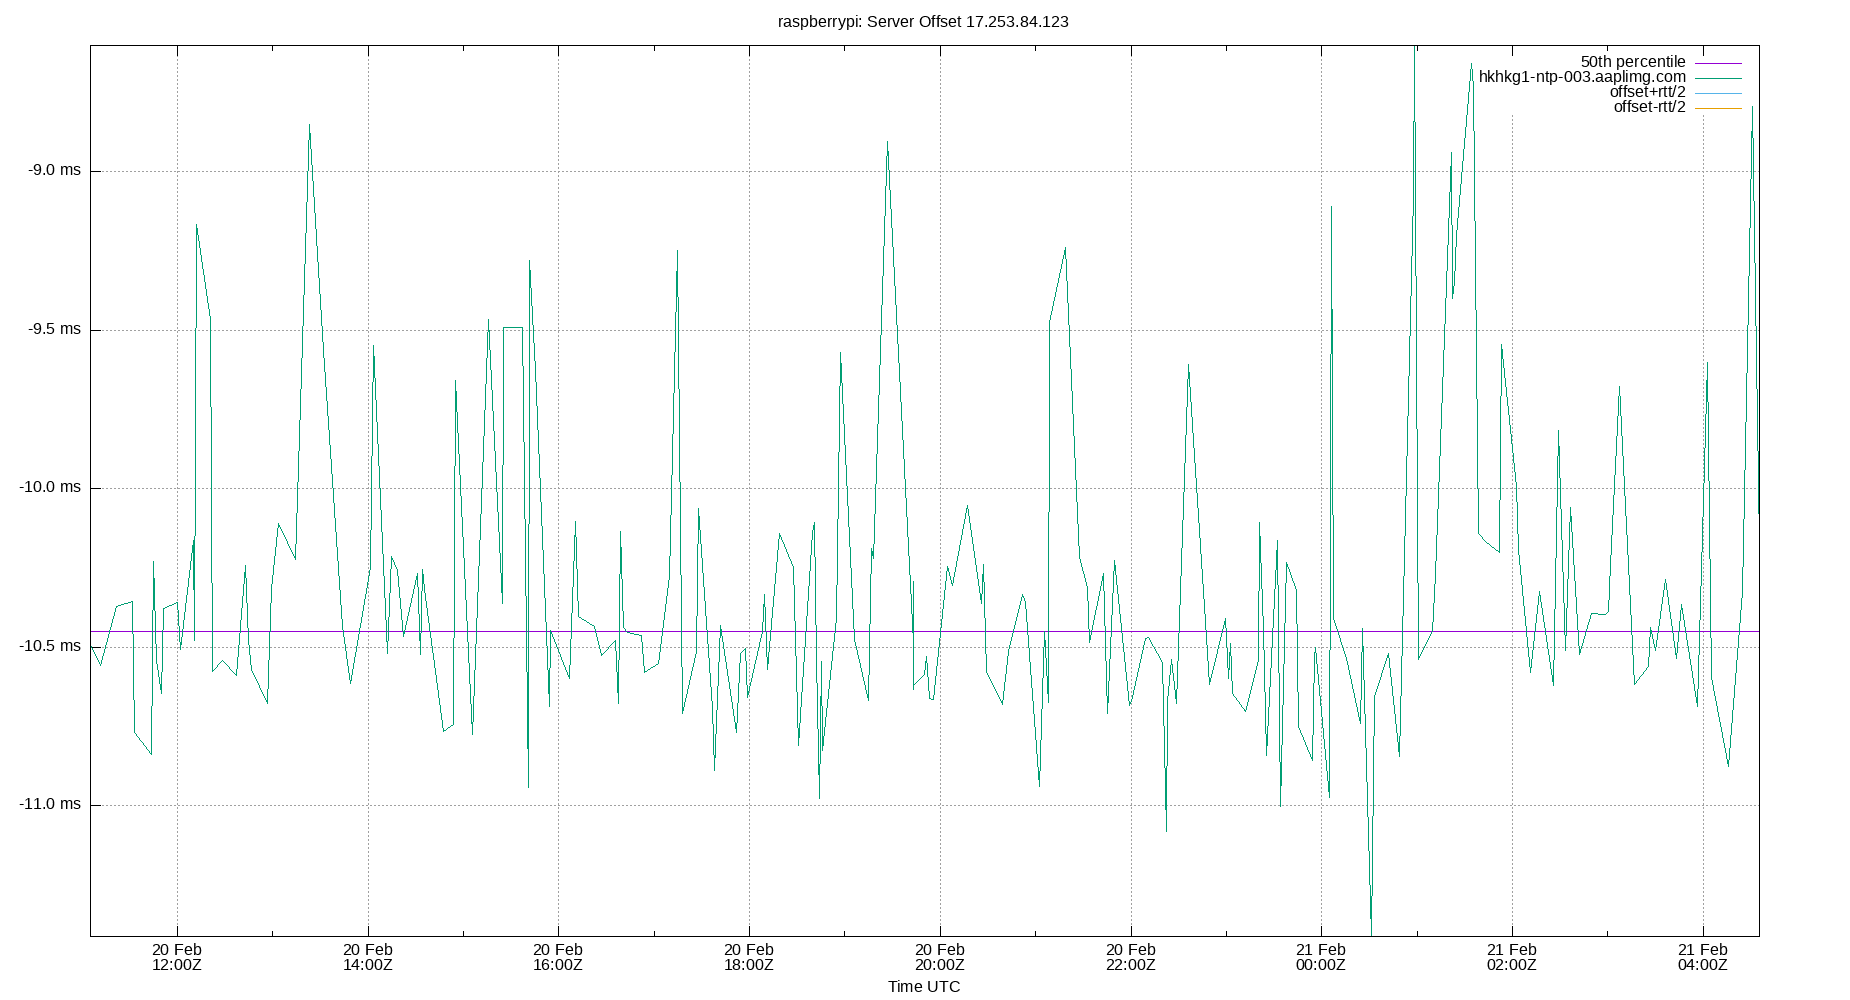 raspberrypi: Server Offset 17.253.84.123
50th percentile
hkhkg1-ntp-003.aaplimg.com
offset+rtt/2
offset-rtt/2
-9.0 ms
-9.5 ms
-10.0 ms
-10.5 ms
-11.0 ms
20 Feb 20 Feb 20 Feb 20 Feb 20 Feb 20 Feb 21 Feb 21 Feb 21 Feb
12:00Z 14:00Z 16:00Z 18:00Z 20:00Z 22:00Z 00:00Z 02:00Z 04:00Z
Time UTC